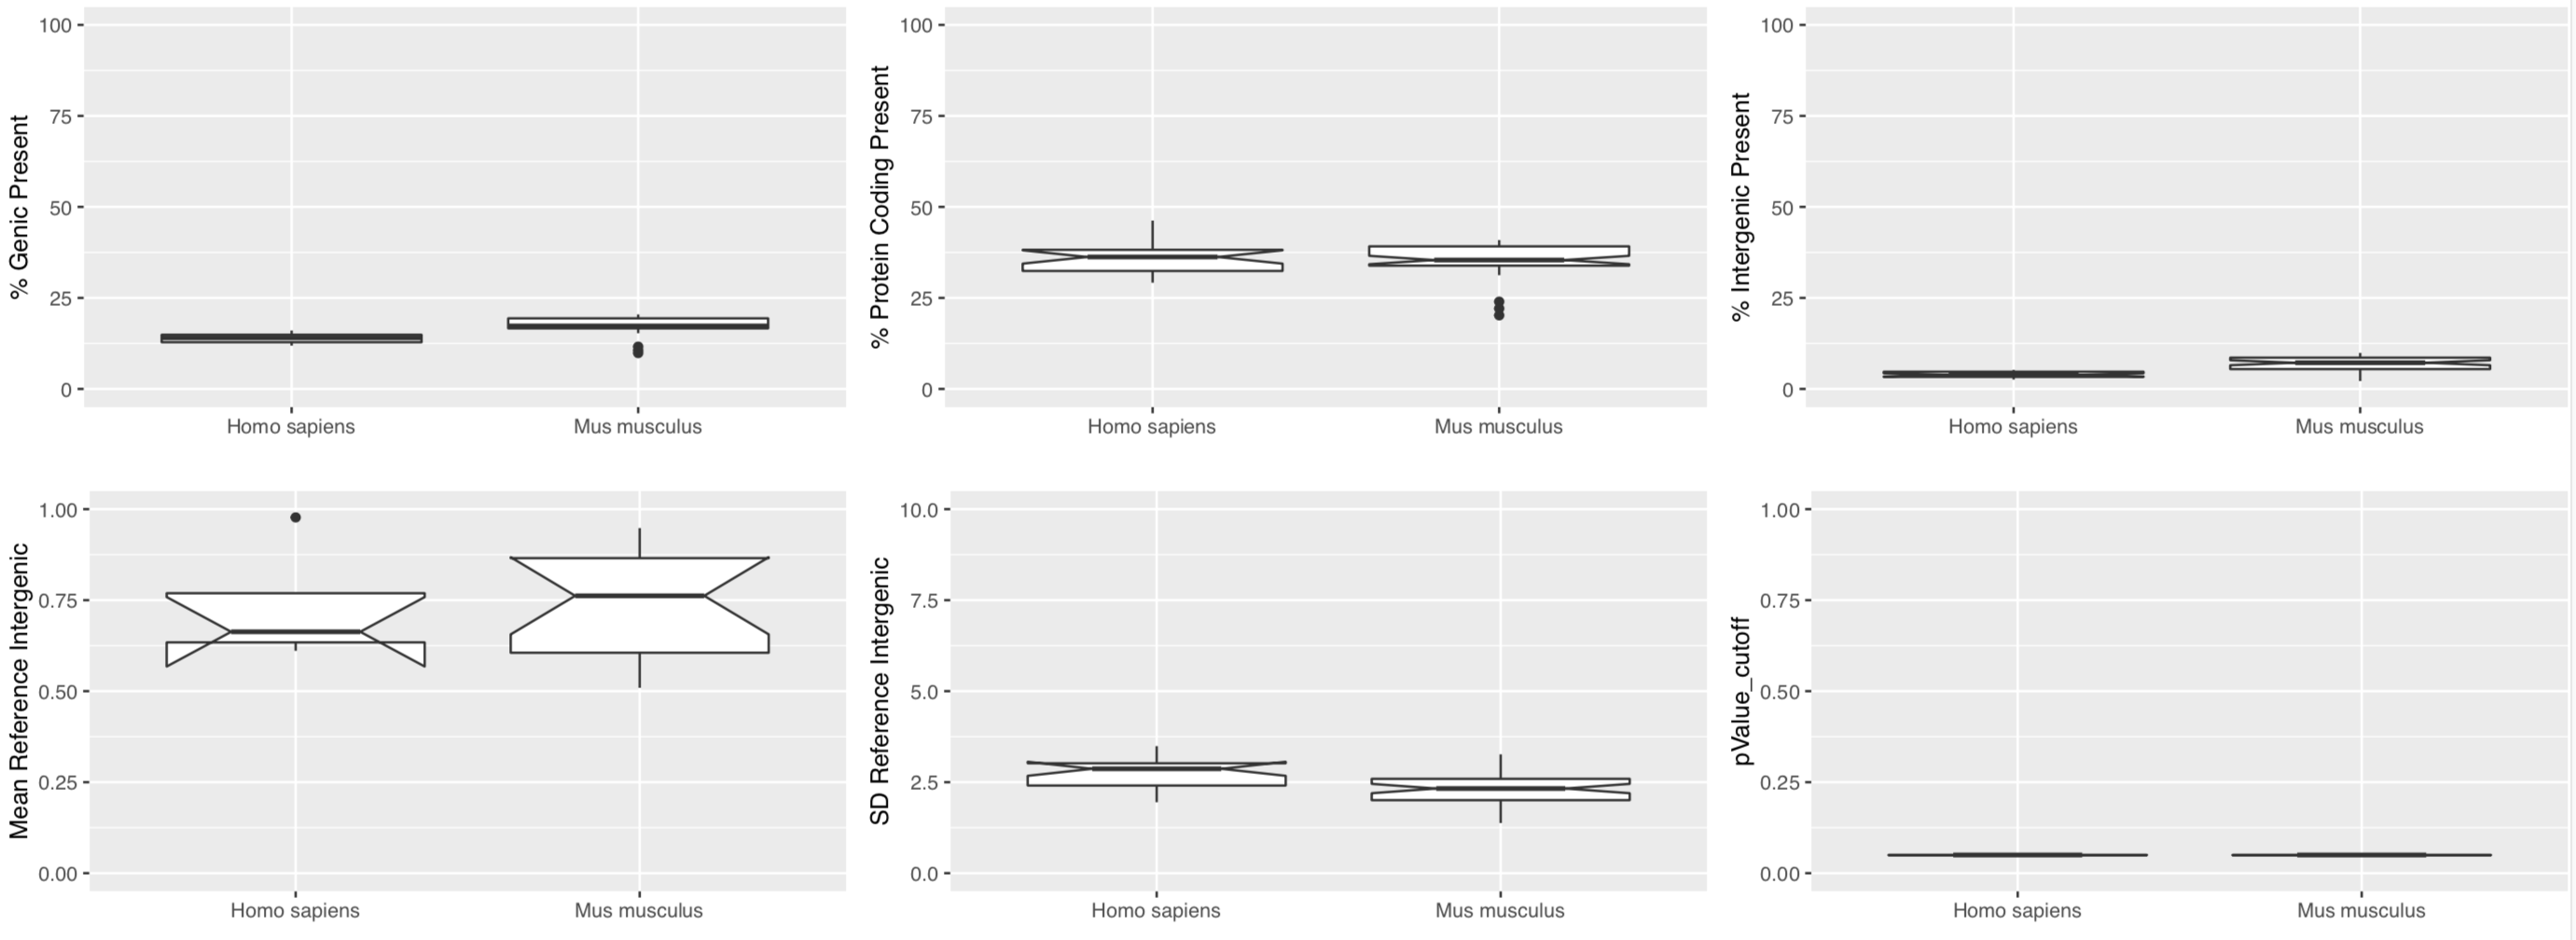 % Genic Present
100
75
50
25
0
Homo sapiens Mus musculus
% Protein Coding Present
100
75
50
25
0
Homo sapiens Mus musculus
% Intergenic Present
100
75
50
25
0
Homo sapiens Mus musculus
Mean Reference Intergenic
1.00
0.75
0.50
0.25
0.00
Homo sapiens Mus musculus
SD Reference Intergenic
10.0
7.5
5.0
2.5
0.0
Homo sapiens Mus musculus
pValue_cutoff
1.00
0.75
0.50
0.25
0.00
Homo sapiens Mus musculus